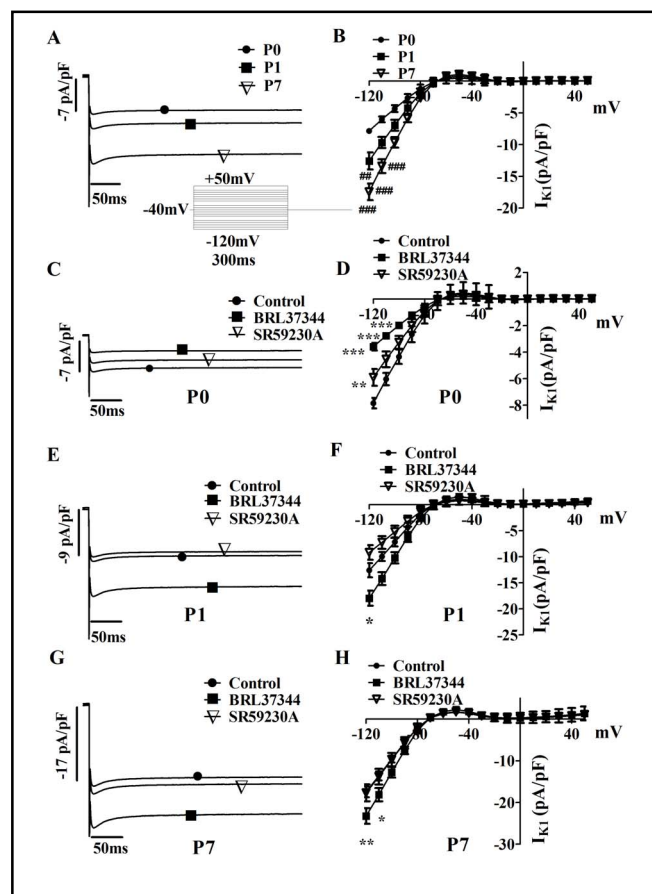 A
P0
P1
P7
-7 pA/pF
50ms
+50mV
-40mV
-120mV
300ms
B
P0
P1
P7
-120 -80 -40 40
mV
-5
-10
-15
-20
I K1 (pA/pF)
##
###
###
###
C
Control
BRL37344
SR59230A
-7 pA/pF
50ms
P0
D
Control
BRL37344
SR59230A
2
-120 -80 -40 40
mV
-2
-4
-6
-8
I K1 (pA/pF)
***
***
***
**
P0
E
Control
BRL37344
SR59230A
-9 pA/pF
50ms
P1
F
Control
BRL37344
SR59230A
-120 -80 -40 40
mV
-5
-10
-15
-20
-25
I K1 (pA/pF)
*
P1
G
Control
BRL37344
SR59230A
-17 pA/pF
50ms
P7
H
Control
BRL37344
SR59230A
-120 -80 -40 40
mV
-10
-20
-30
I K1 (pA/pF)
*
**
P7